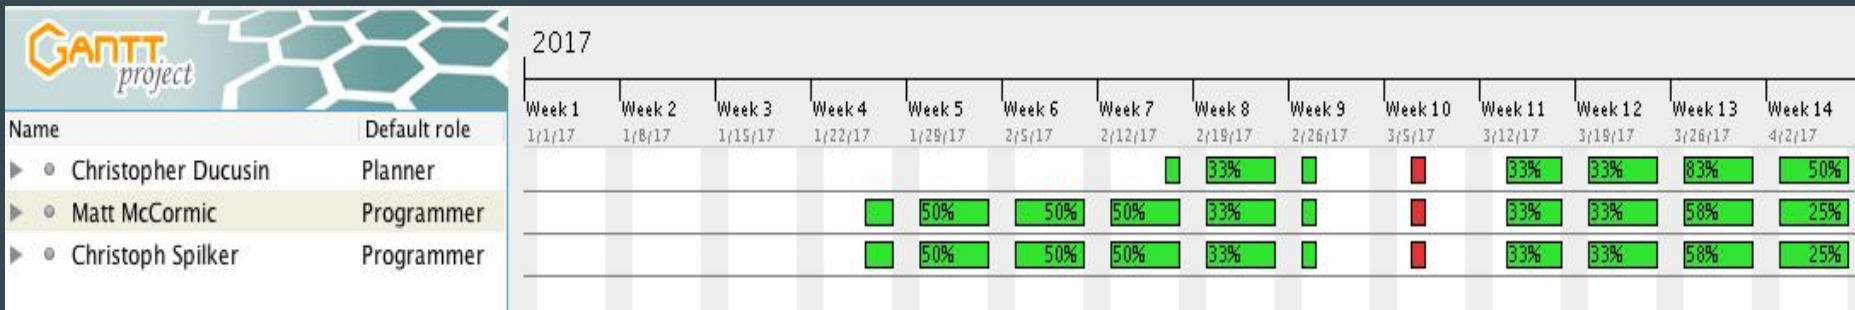 GANTT
project
2017
Week 1 Week 2 Week 3 Week 4 Week 5 Week 6 Week 7 Week 8 Week 9 Week 10 Week 11 Week 12 Week 13 Week 14
Name Default role 1/1/17 1/8/17 1/15/17 1/22/17 1/29/17 2/5/17 2/12/17 2/19/17 2/26/17 3/5/17 3/12/17 3/19/17 3/26/17 4/2/17
Christopher Ducusin Planner 33% 33% 33% 83% 50%
Matt McCormic Programmer 50% 50% 50% 33% 33% 33% 58% 25%
Christoph Spilker Programmer 50% 50% 50% 33% 33% 33% 58% 25%